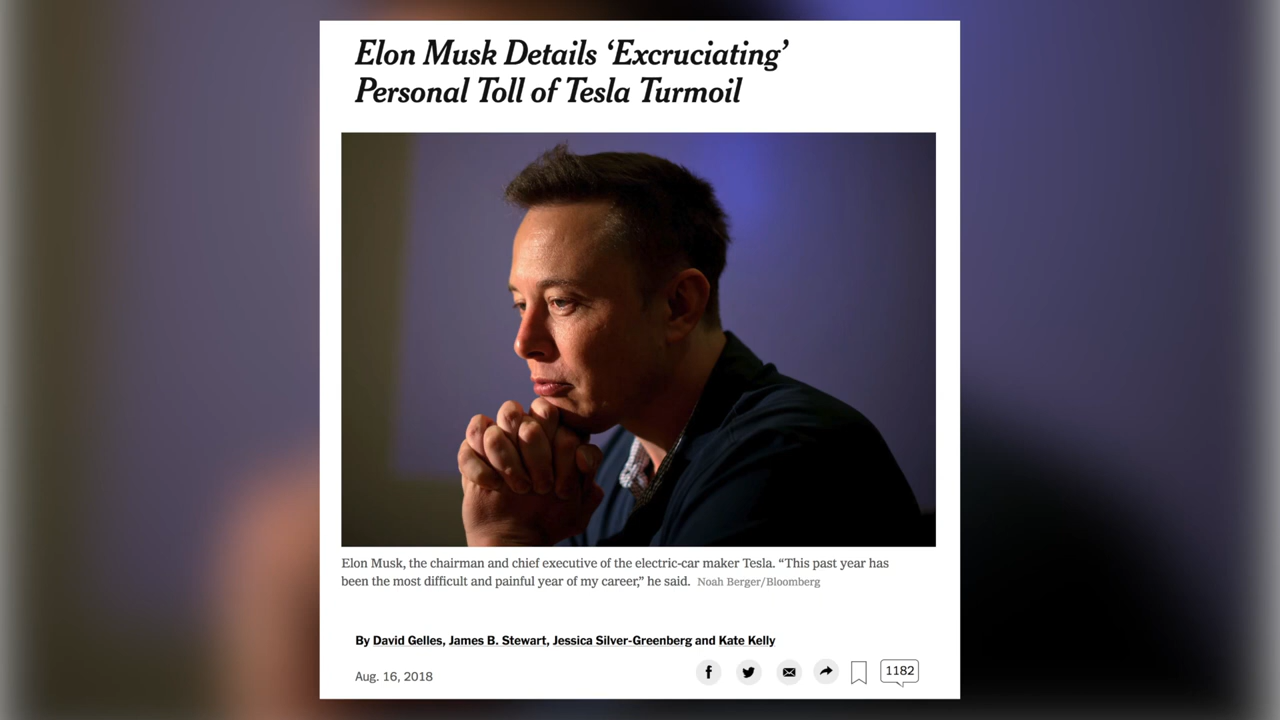 Elon Musk Details ‘Excruciating’
Personal Toll of Tesla Turmoil
Elon Musk, the chairman and chief executive of the electric-car maker Tesla. “This past year has
been the most difficult and painful year of my career,” he said. Noah Berger/Bloomberg
By David Gelles, James B. Stewart, Jessica Silver-Greenberg and Kate Kelly
Aug. 16, 2018
1182